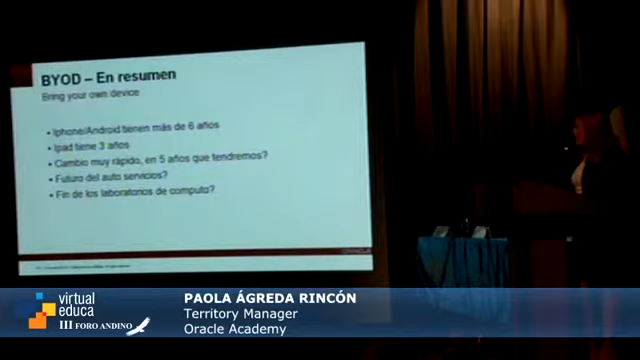 BYOD – En resumen
Bring your own device
• Iphone/Android tienen más de 6 años
• Ipad tiene 3 años
• Cambio muy rápido, en 5 años que tendremos?
• Futuro del auto servicios?
• Fin de los laboratorios de computo?
ORACLE
virtual
educa
III FORO ANDINO
PAOLA ÁGREDA RINCÓN
Territory Manager
Oracle Academy